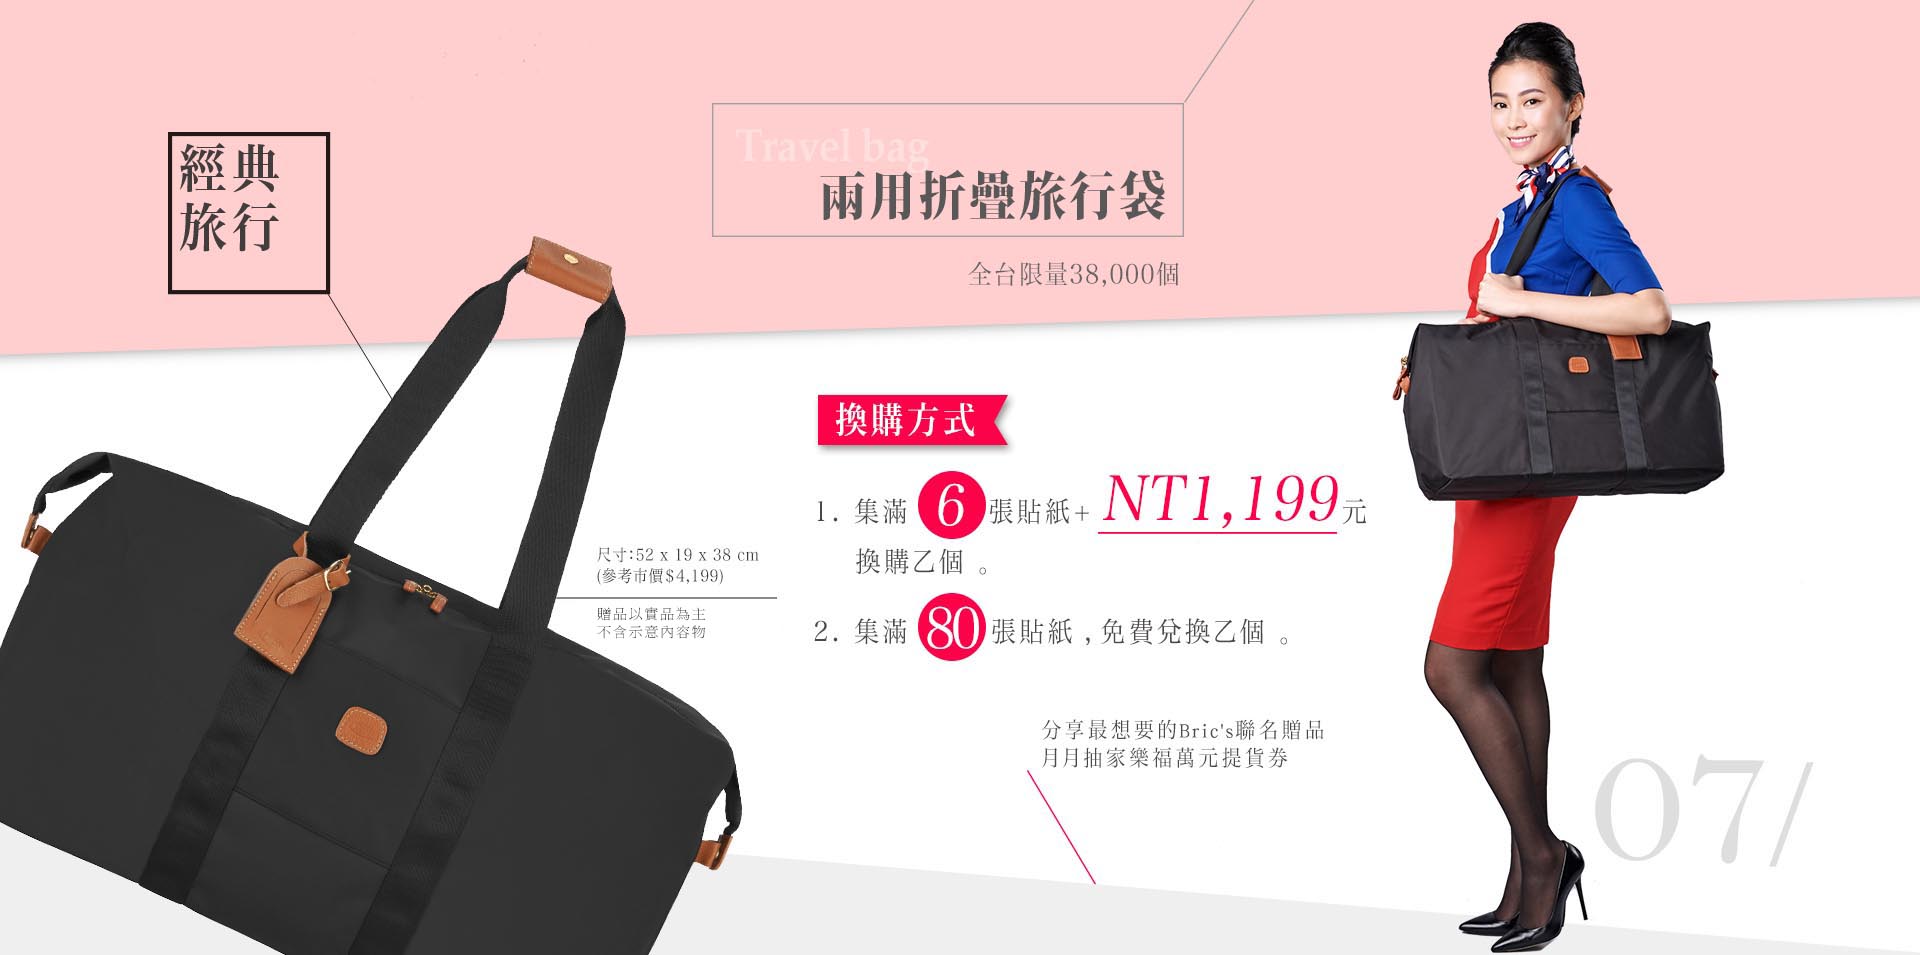 經典
旅行
Travel bag
兩用折疊旅行袋
全台限量38,000個
換購方式
1. 集滿 6 張貼紙+ NT1,199元
換購乙個 。
2. 集滿 80 張貼紙 , 免費兌換乙個 。
尺寸:52 x 19 x 38 cm
(參考市價$4,199)
贈品以實品為主
不含示意內容物
分享最想要的Bric's聯名贈品
月月抽家樂福萬元提貨券
07/